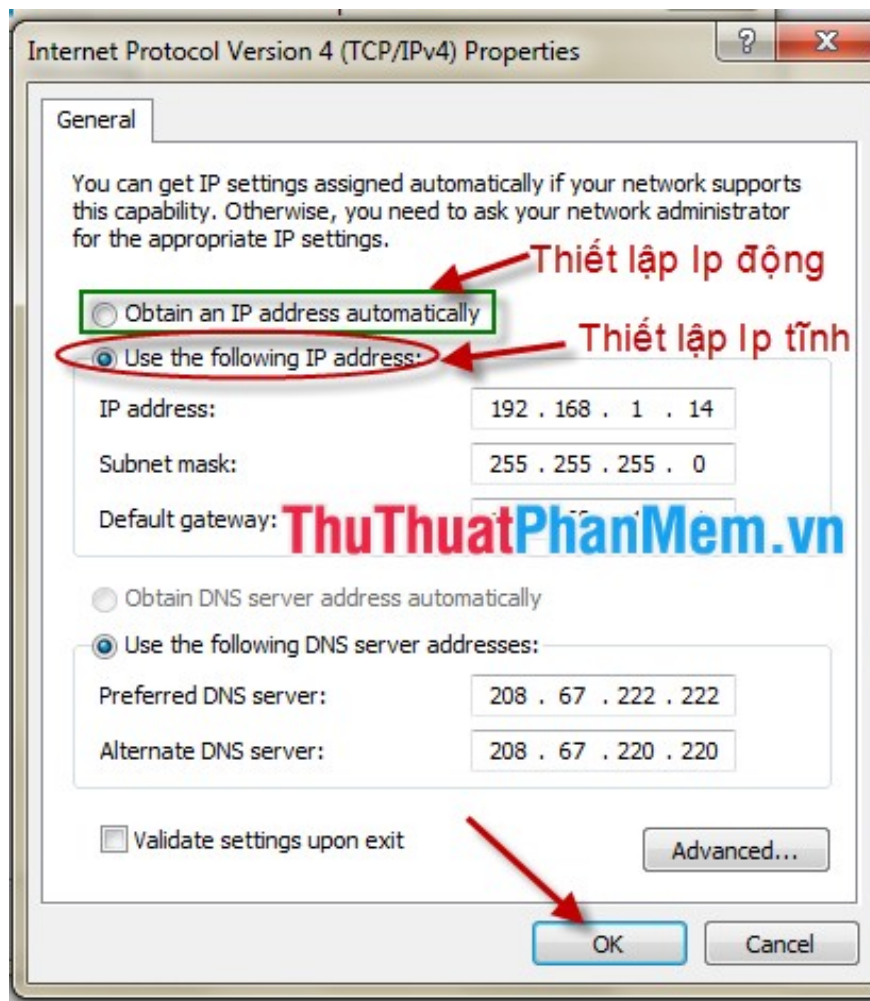 Internet Protocol Version 4 (TCP/IPv4) Properties
General
You can get IP settings assigned automatically if your network supports
this capability. Otherwise, you need to ask your network administrator
for the appropriate IP settings.
Thiết lập Ip động
Obtain an IP address automatically
Thiết lập Ip tĩnh
Use the following IP address:
IP address: 192 . 168 . 1 . 14
Subnet mask: 255 . 255 . 255 . 0
Default gateway:
ThuThuatPhanMem.vn
Obtain DNS server address automatically
Use the following DNS server addresses:
Preferred DNS server: 208 . 67 . 222 . 222
Alternate DNS server: 208 . 67 . 220 . 220
Validate settings upon exit
Advanced...
OK Cancel